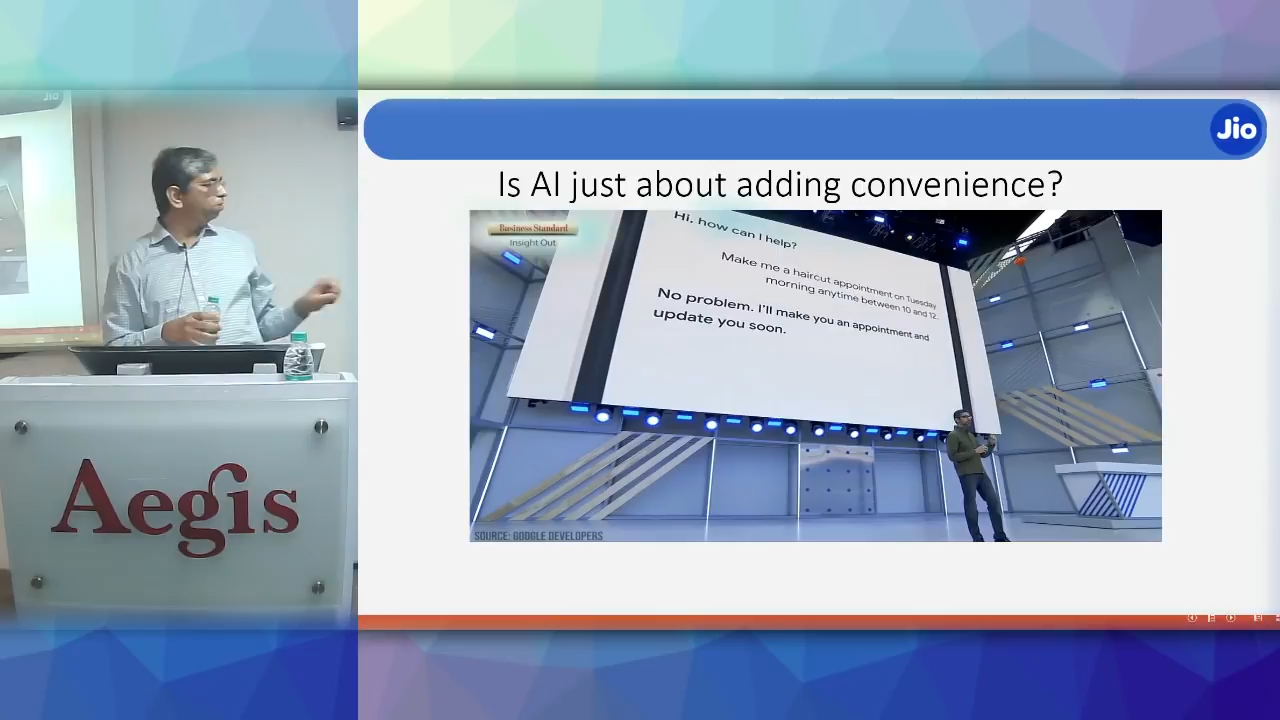 Jio
Jio
Is AI just about adding convenience?
Business Standard
Insight Out
Hi. how can I help?
Make me a haircut appointment on Tuesday
morning anytime between 10 and 12.
No problem. I'll make you an appointment and
update you soon.
SOURCE: GOOGLE DEVELOPERS
Aegis